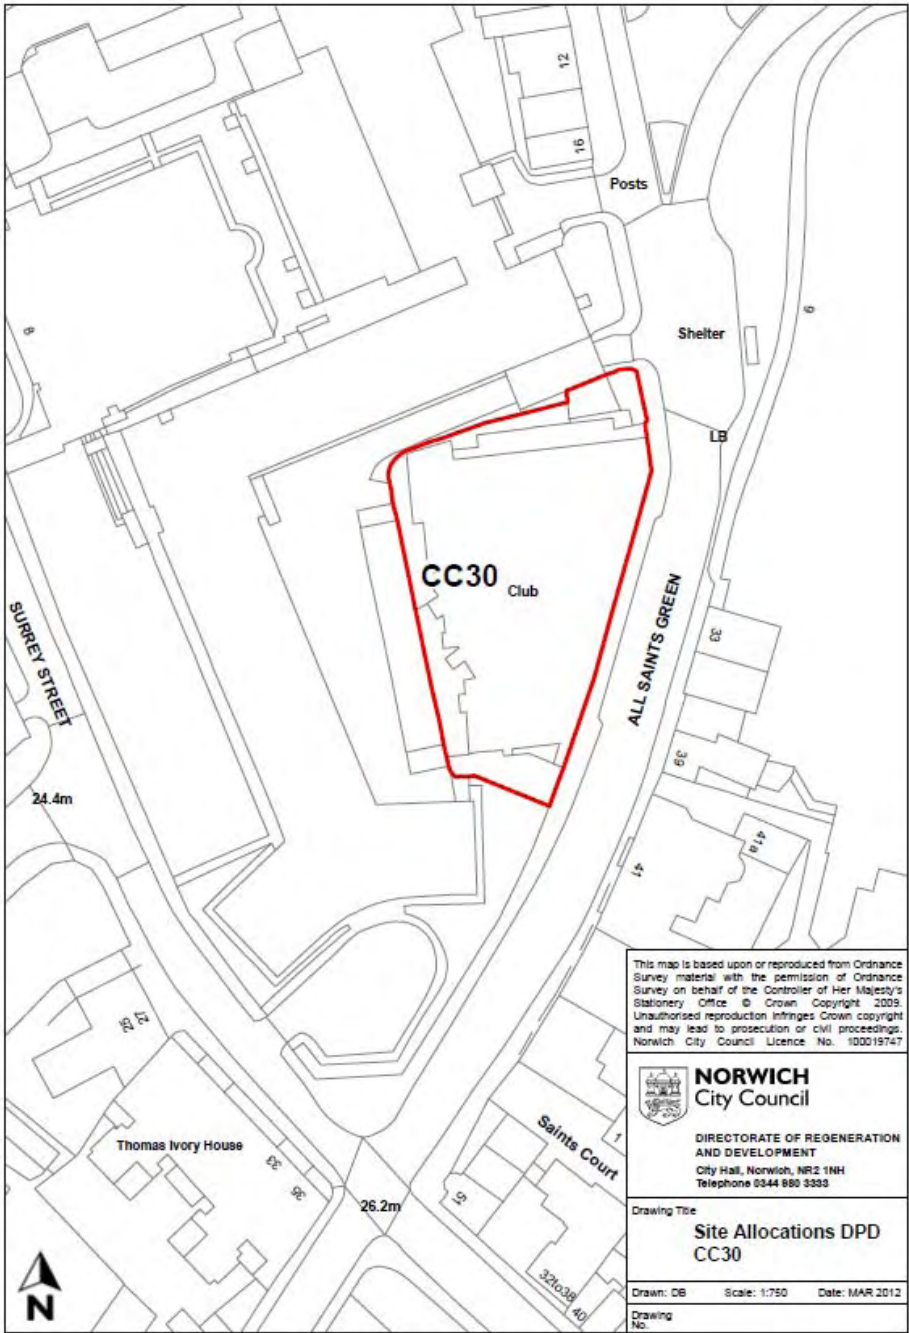 12
16
Posts
8
Shelter
9
LB
CC30
Club
SURREY STREET
ALL SAINTS GREEN
33
39
24.4m
41a
41
27
25
Thomas Ivory House
33
35
26.2m
Saints Court
1
51
32to38
40
N
This map is based upon or reproduced from Ordnance
Survey material with the permission of Ordnance
Survey on behalf of the Controller of Her Majesty's
Stationery Office © Crown Copyright 2009.
Unauthorised reproduction infringes Crown copyright
and may lead to prosecution or civil proceedings.
Norwich City Council Licence No. 100019747
NORWICH
City Council
DIRECTORATE OF REGENERATION
AND DEVELOPMENT
City Hall, Norwich, NR2 1NH
Telephone 0344 980 3333
Drawing Title
Site Allocations DPD
CC30
Drawn: DB Scale: 1:750 Date: MAR 2012
Drawing
No.